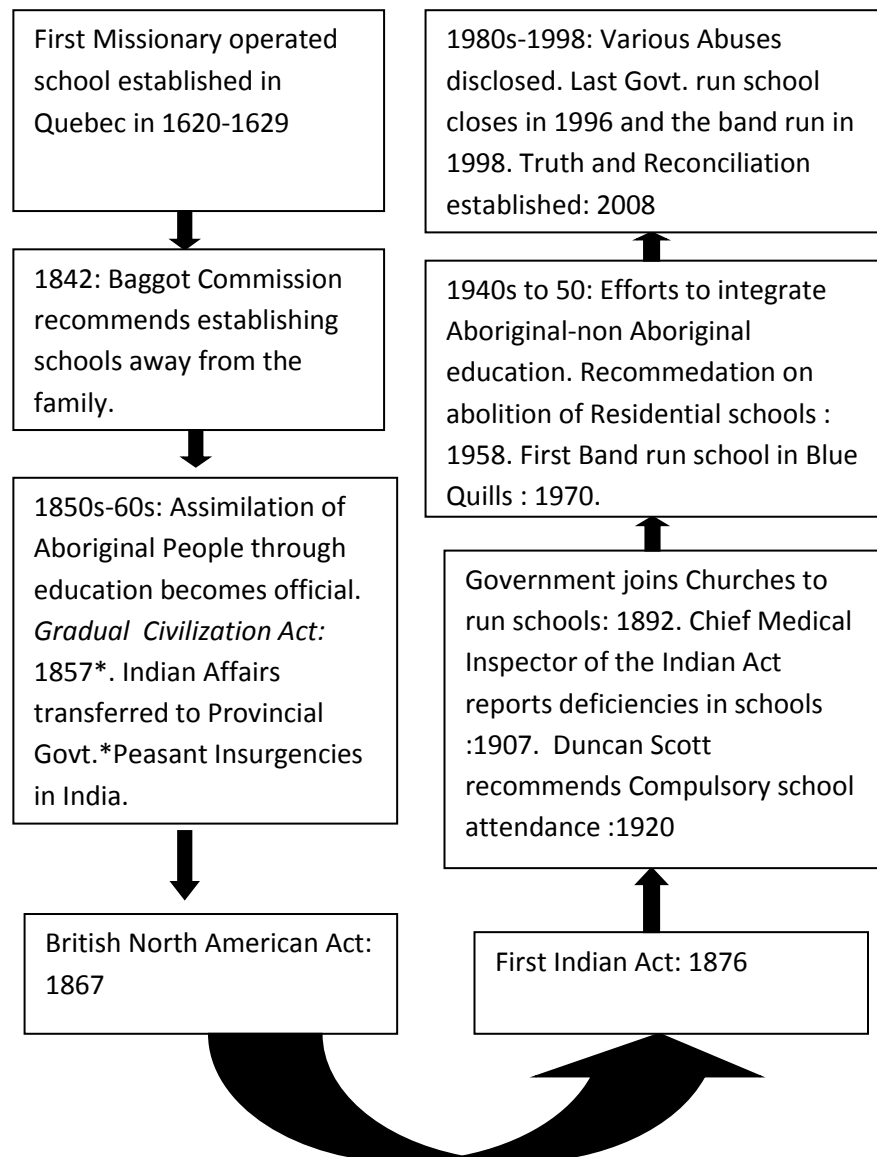 First Missionary operated
school established in
Quebec in 1620-1629
1842: Baggot Commission
recommends establishing
schools away from the
family.
1850s-60s: Assimilation of
Aboriginal People through
education becomes official.
Gradual Civilization Act:
1857*. Indian Affairs
transferred to Provincial
Govt.*Peasant Insurgencies
in India.
British North American Act:
1867
First Indian Act: 1876
Government joins Churches to
run schools: 1892. Chief Medical
Inspector of the Indian Act
reports deficiencies in schools
:1907. Duncan Scott
recommends Compulsory school
attendance :1920
1940s to 50: Efforts to integrate
Aboriginal-non Aboriginal
education. Recommedation on
abolition of Residential schools :
1958. First Band run school in Blue
Quills : 1970.
1980s-1998: Various Abuses
disclosed. Last Govt. run school
closes in 1996 and the band run in
1998. Truth and Reconciliation
established: 2008